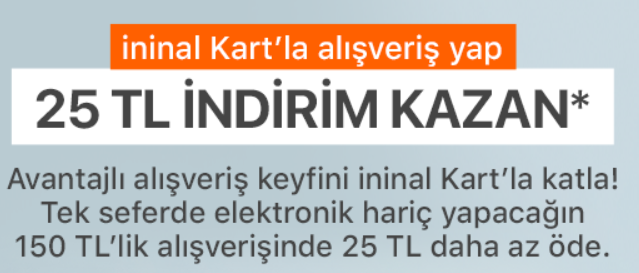 ininal Kart’la alışveriş yap
25 TL İNDİRİM KAZAN*
Avantajlı alışveriş keyfini ininal Kart’la katla!
Tek seferde elektronik hariç yapacağın
150 TL’lik alışverişinde 25 TL daha az öde.